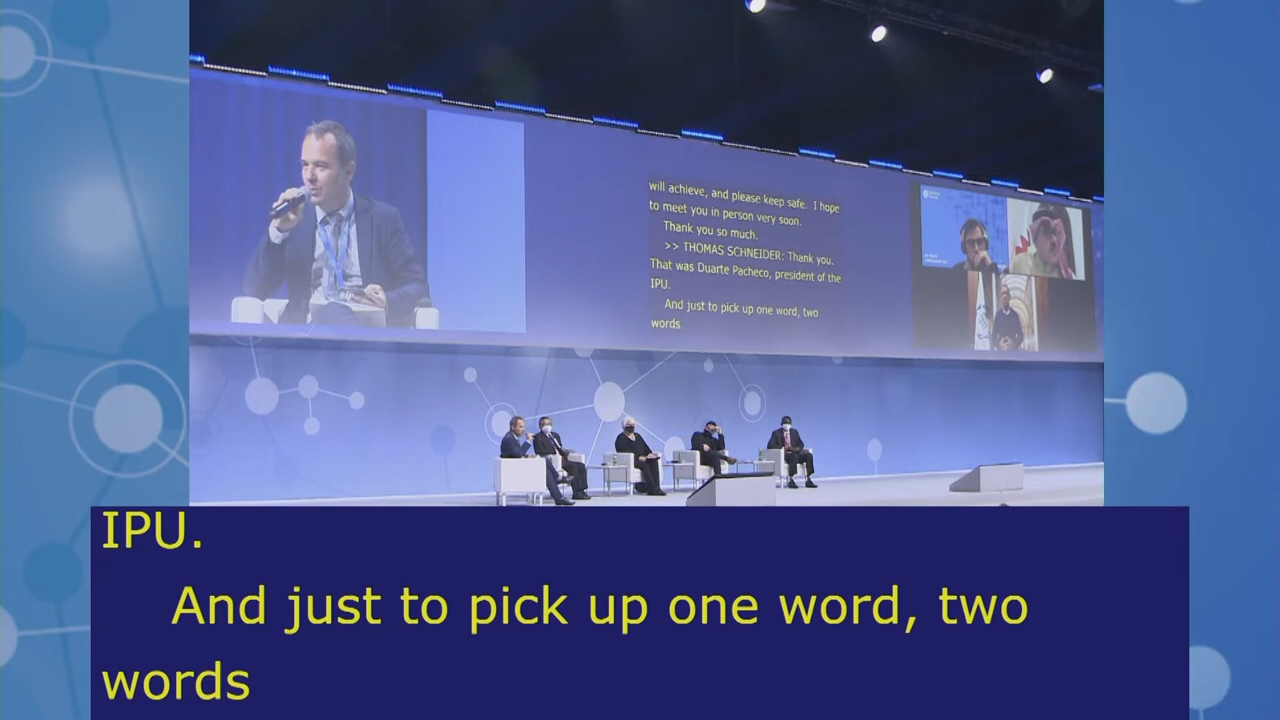 will achieve, and please keep safe. I hope
to meet you in person very soon.
Thank you so much.
>> THOMAS SCHNEIDER: Thank you.
That was Duarte Pacheco, president of the
IPU.
And just to pick up one word, two
words
IPU.
And just to pick up one word, two
words